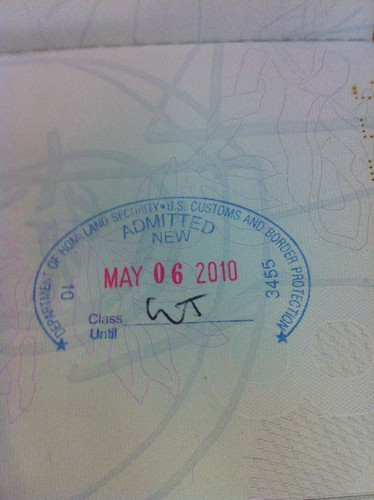 DEPARTMENT OF HOMELAND SECURITY • U.S. CUSTOMS AND BORDER PROTECTION
ADMITTED
NEW
10
MAY 06 2010
3455
Class WT
Until